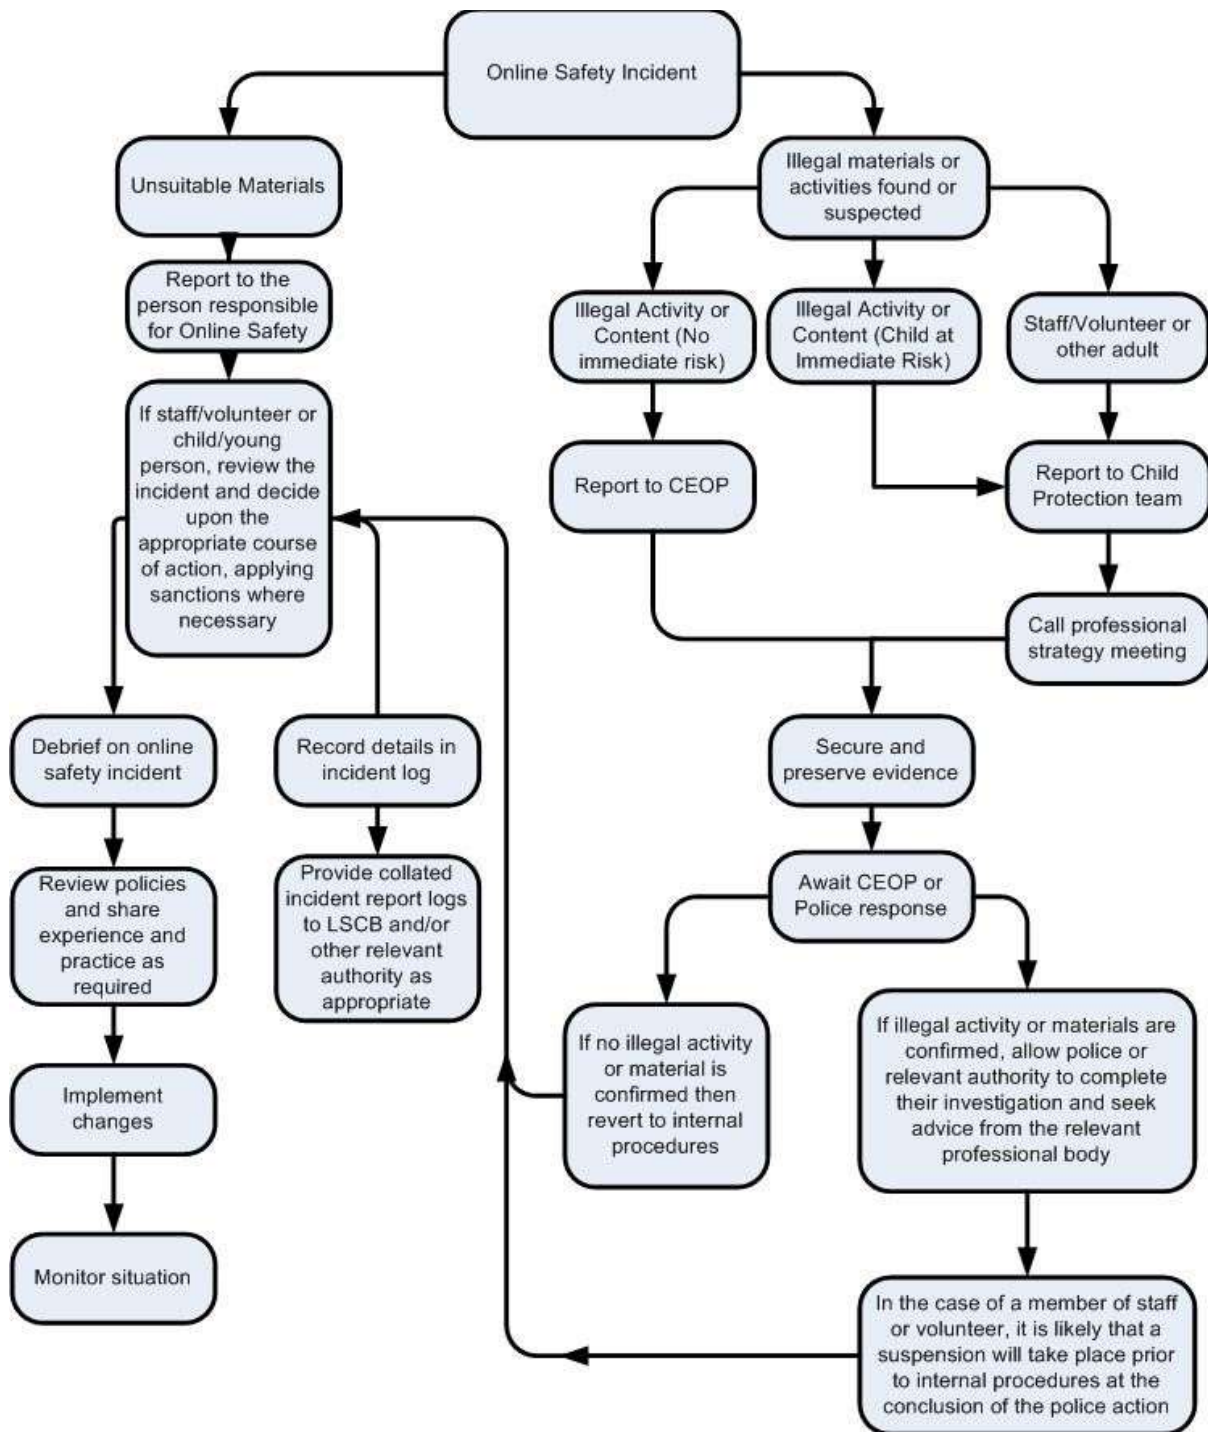 Online Safety Incident
Unsuitable Materials
Report to the
person responsible
for Online Safety
If staff/volunteer or
child/young
person, review the
incident and decide
upon the
appropriate course
of action, applying
sanctions where
necessary
Debrief on online
safety incident
Review policies
and share
experience and
practice as
required
Implement
changes
Monitor situation
Record details in
incident log
Provide collated
incident report logs
to LSCB and/or
other relevant
authority as
appropriate
Illegal materials or
activities found or
suspected
Illegal Activity or
Content (No
immediate risk)
Illegal Activity or
Content (Child at
Immediate Risk)
Staff/Volunteer or
other adult
Report to CEOP
Report to Child
Protection team
Call professional
strategy meeting
Secure and
preserve evidence
Await CEOP or
Police response
If no illegal activity
or material is
confirmed then
revert to internal
procedures
If illegal activity or materials are
confirmed, allow police or
relevant authority to complete
their investigation and seek
advice from the relevant
professional body
In the case of a member of staff
or volunteer, it is likely that a
suspension will take place prior
to internal procedures at the
conclusion of the police action